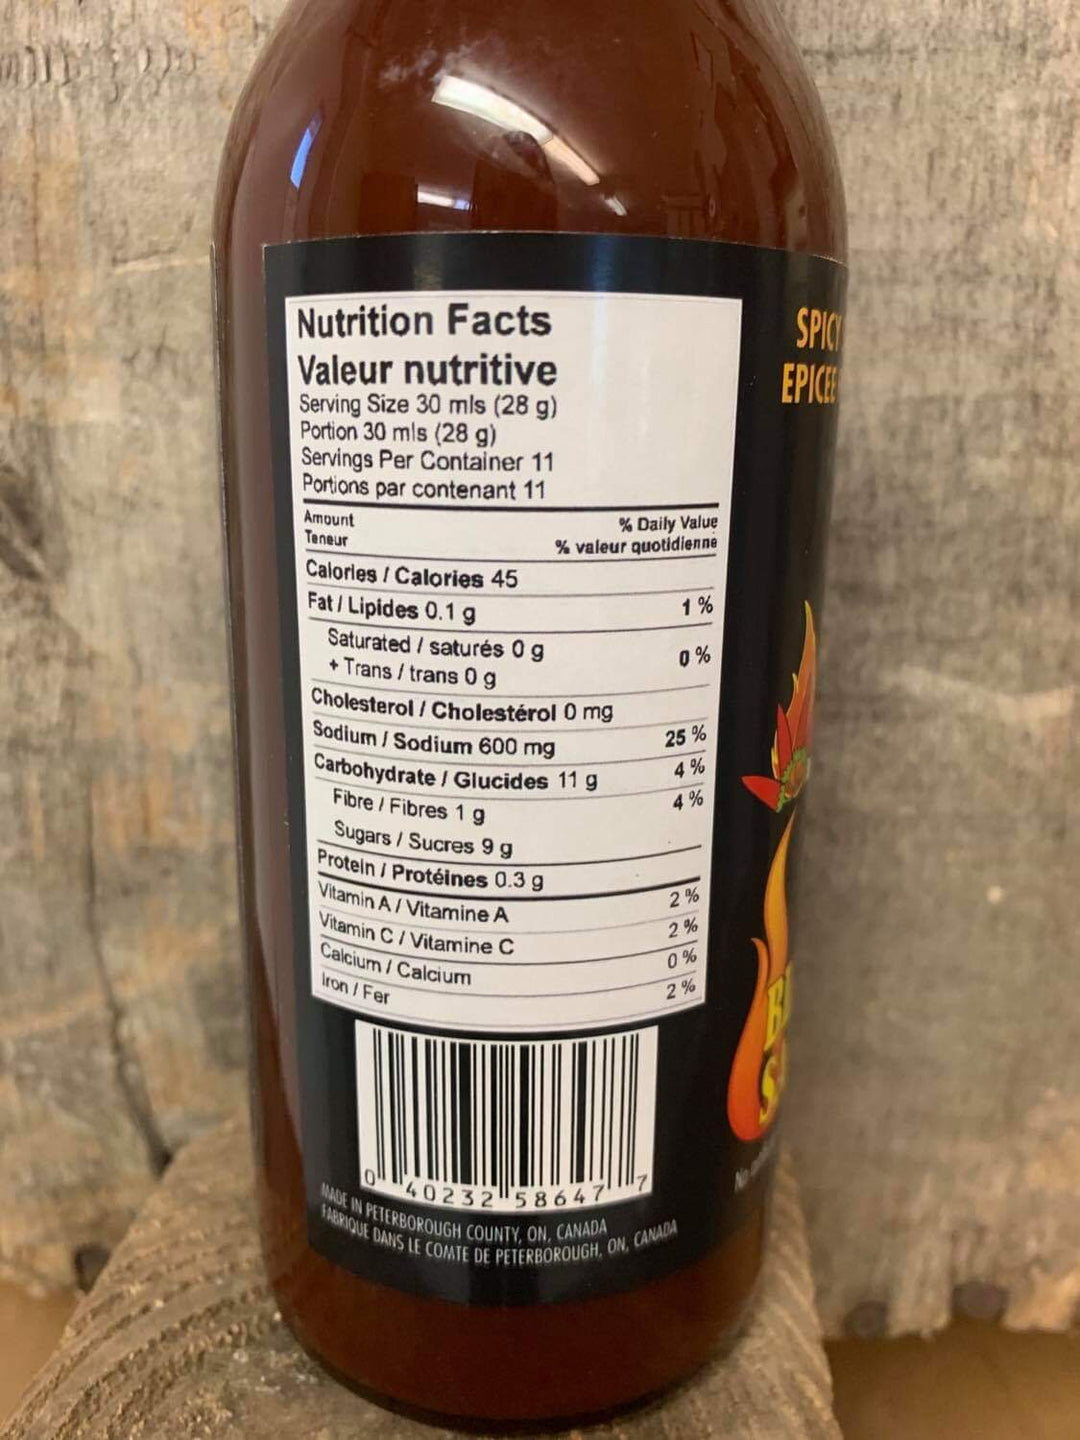 Nutrition Facts
Valeur nutritive
Serving Size 30 mls (28 g)
Portion 30 mls (28 g)
Servings Per Container 11
Portions par contenant 11
Amount % Daily Value
Teneur % valeur quotidienne
Calories / Calories 45
Fat / Lipides 0.1 g 1 %
Saturated / saturés 0 g
+ Trans / trans 0 g 0 %
Cholesterol / Cholestérol 0 mg
Sodium / Sodium 600 mg 25 %
Carbohydrate / Glucides 11 g 4 %
Fibre / Fibres 1 g 4 %
Sugars / Sucres 9 g
Protein / Protéines 0.3 g
Vitamin A / Vitamine A 2 %
Vitamin C / Vitamine C 2 %
Calcium / Calcium 0 %
Iron / Fer 2 %
0 40232 58647 7
MADE IN PETERBOROUGH COUNTY, ON, CANADA
FABRIQUE DANS LE COMTE DE PETERBOROUGH, ON, CANADA
SPICY
EPICEE